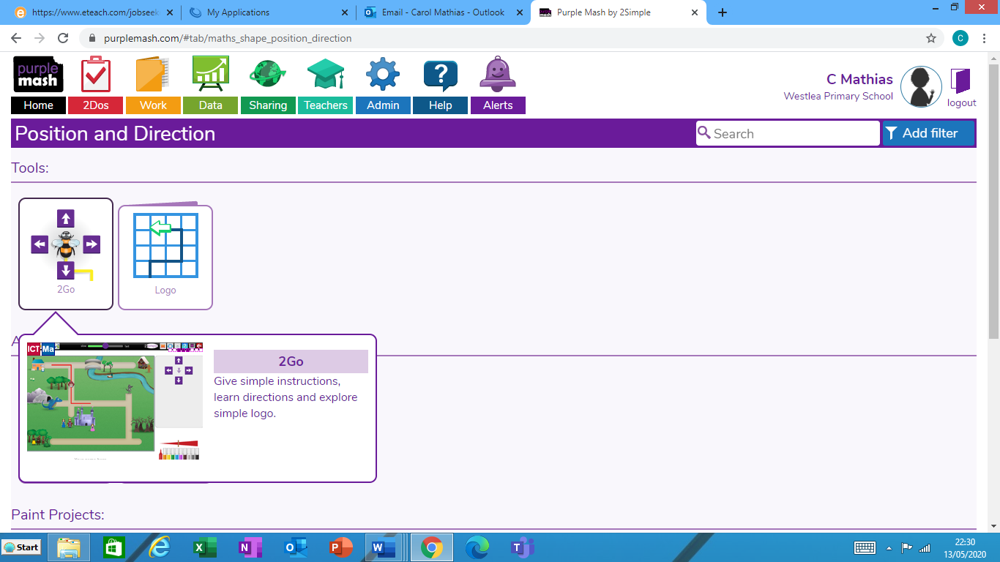 https://www.eteach.com/jobseek
My Applications
Email - Carol Mathias - Outlook
Purple Mash by 2Simple
purplemash.com/#tab/maths_shape_position_direction
C
purple
mash
Home
2Dos
Work
Data
Sharing
Teachers
Admin
Help
Alerts
C Mathias
Westlea Primary School
logout
Position and Direction
Search
Add filter
Tools:
2Go
Logo
A
ICT Ma
2Go
Give simple instructions,
learn directions and explore
simple logo.
Paint Projects:
Start
22:30
13/05/2020